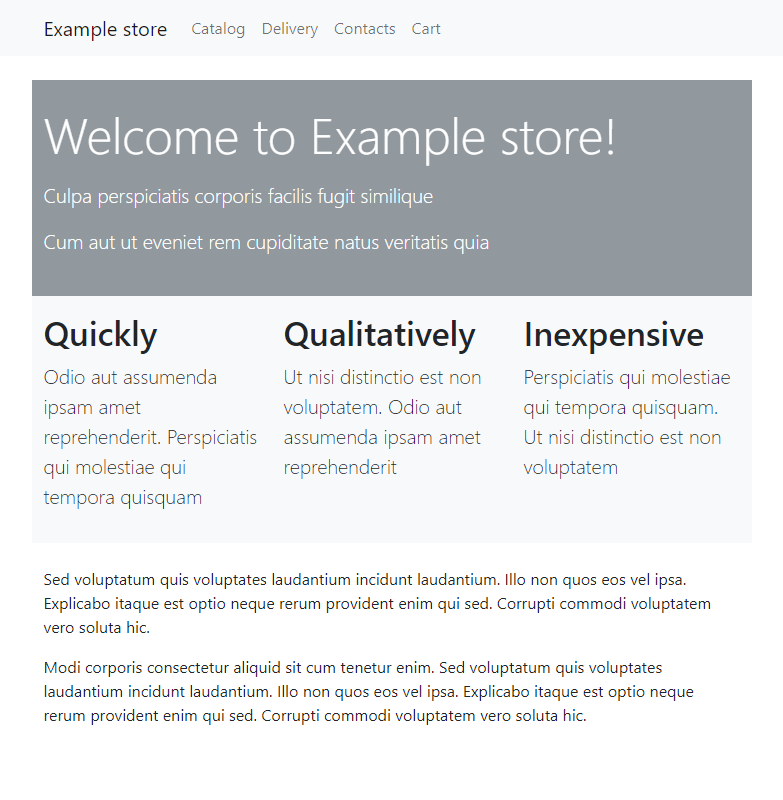 Example store Catalog Delivery Contacts Cart
Welcome to Example store!
Culpa perspiciatis corporis facilis fugit similique
Cum aut ut eveniet rem cupiditate natus veritatis quia
Quickly
Odio aut assumenda
ipsam amet
reprehenderit. Perspiciatis
qui molestiae qui
tempora quisquam
Qualitatively
Ut nisi distinctio est non
voluptatem. Odio aut
assumenda ipsam amet
reprehenderit
Inexpensive
Perspiciatis qui molestiae
qui tempora quisquam.
Ut nisi distinctio est non
voluptatem
Sed voluptatum quis voluptates laudantium incidunt laudantium. Illo non quos eos vel ipsa.
Explicabo itaque est optio neque rerum provident enim qui sed. Corrupti commodi voluptatem
vero soluta hic.
Modi corporis consectetur aliquid sit cum tenetur enim. Sed voluptatum quis voluptates
laudantium incidunt laudantium. Illo non quos eos vel ipsa. Explicabo itaque est optio neque
rerum provident enim qui sed. Corrupti commodi voluptatem vero soluta hic.